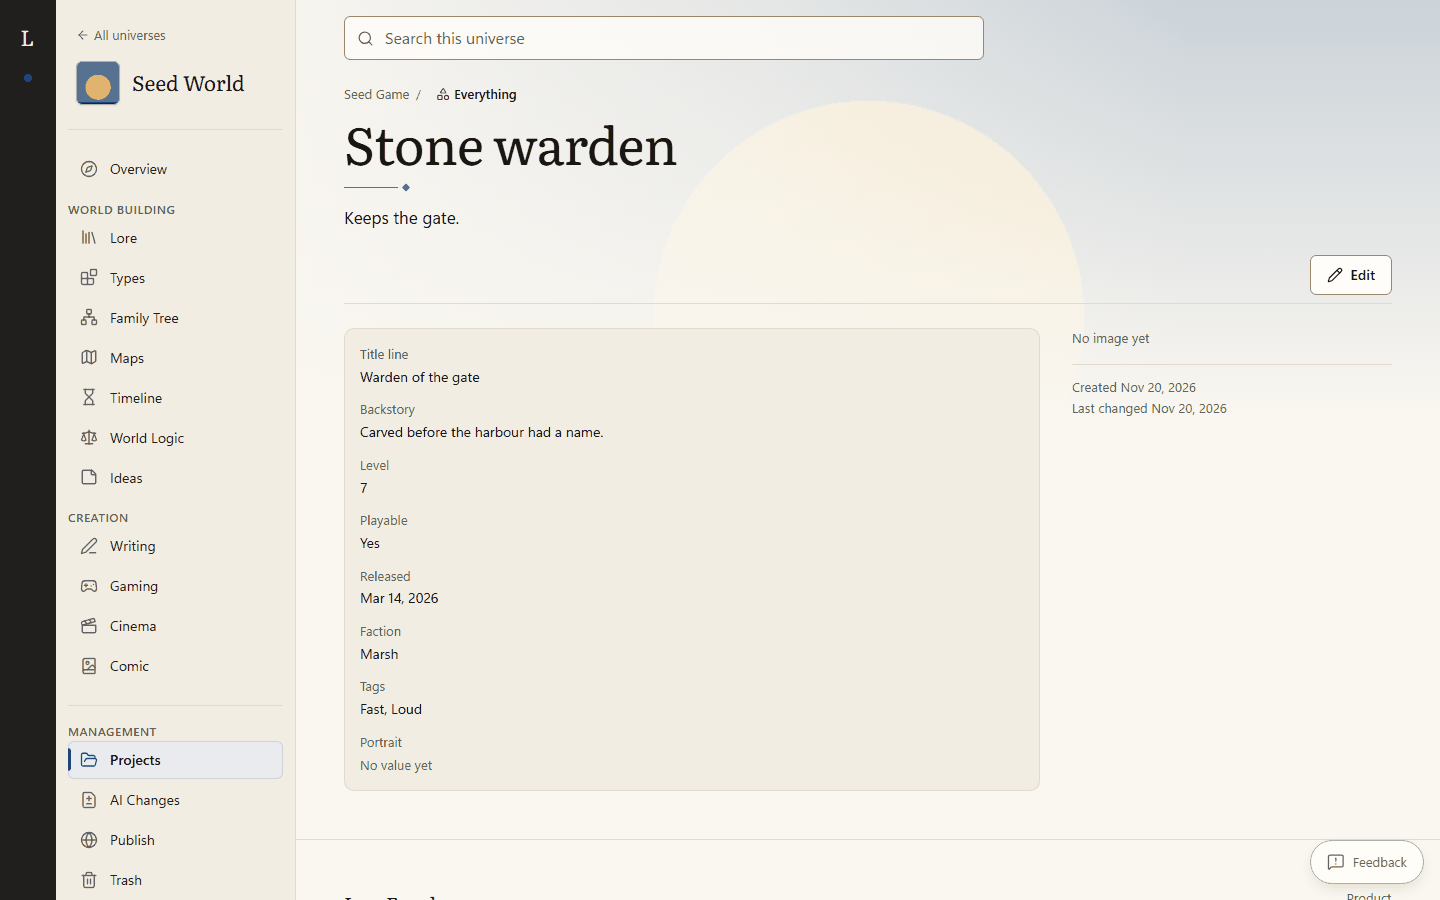 L
All universes
Seed World
Overview
WORLD BUILDING
Lore
Types
Family Tree
Maps
Timeline
World Logic
Ideas
CREATION
Writing
Gaming
Cinema
Comic
MANAGEMENT
Projects
AI Changes
Publish
Trash
Search this universe
Seed Game / Everything
Stone warden
Keeps the gate.
Edit
Title line
Warden of the gate
Backstory
Carved before the harbour had a name.
Level
7
Playable
Yes
Released
Mar 14, 2026
Faction
Marsh
Tags
Fast, Loud
Portrait
No value yet
No image yet
Created Nov 20, 2026
Last changed Nov 20, 2026
Feedback
Product